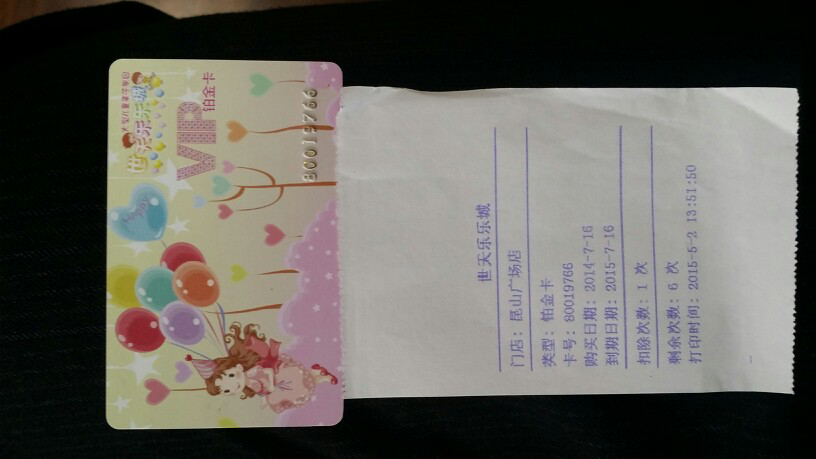 世天乐乐城
VIP
铂金卡
80019766
世天乐乐城
门店：昆山广场店
类型：铂金卡
卡号：80019766
购买日期：2014-7-16
到期日期：2015-7-16
扣除次数：1 次
剩余次数：6 次
打印时间：2015-5-2 13:51:50